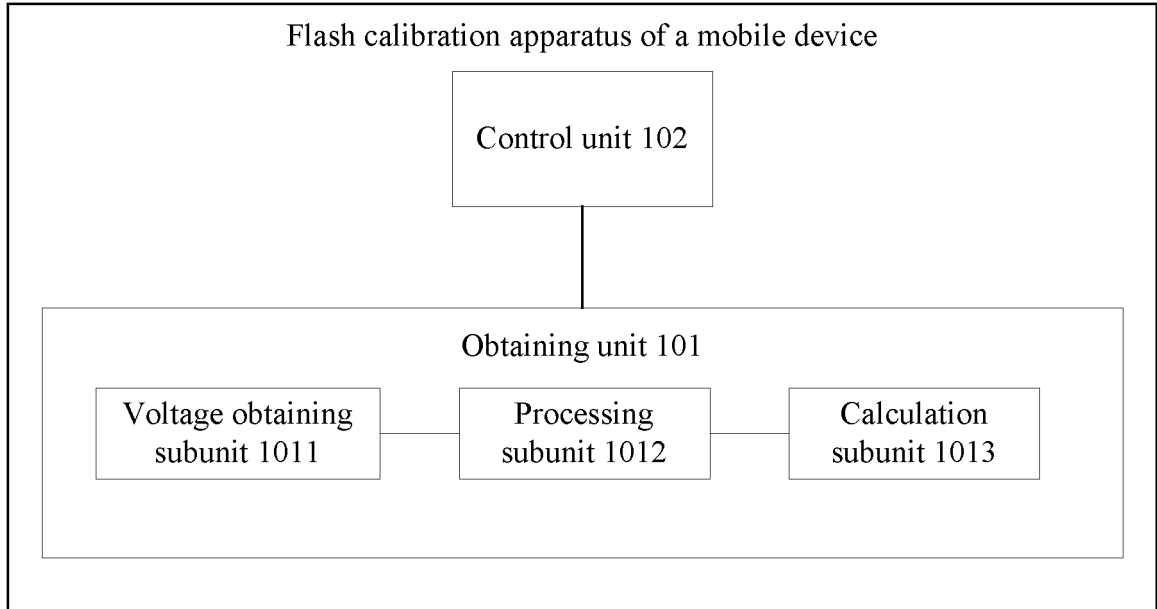 Flash calibration apparatus of a mobile device
Control unit 102
Obtaining unit 101
Voltage obtaining
subunit 1011
Processing
subunit 1012
Calculation
subunit 1013